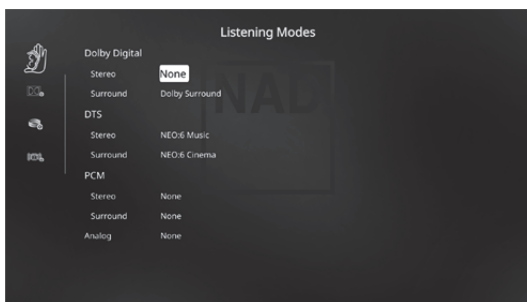 Listening Modes
Dolby Digital
Stereo None
Surround Dolby Surround
DTS
Stereo NEO:6 Music
Surround NEO:6 Cinema
PCM
Stereo None
Surround None
Analog None
NAD